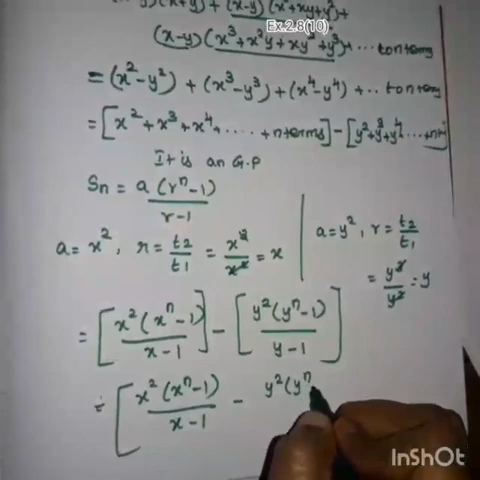 (x+y) + (x-y) (x²+xy+y²)+
Ex.2.8(10)
(x-y) (x³+x²y+xy²+y³)+ ... to n terms
= (x²-y²) + (x³-y³) + (x⁴-y⁴) + .. to n terms
= [x²+x³+x⁴+ ..... + n terms] - [y²+y³+y⁴ ... +n]
It is an G.P
Sn = a (rⁿ-1) / r-1
a = x², r = t2/t1 = x³/x² = x
a = y², r = t2/t1
= y³/y² = y
= [x²(xⁿ-1) / x-1] - [y²(yⁿ-1) / y-1]
= [x²(xⁿ-1) / x-1 - y²(yⁿ
InShOt